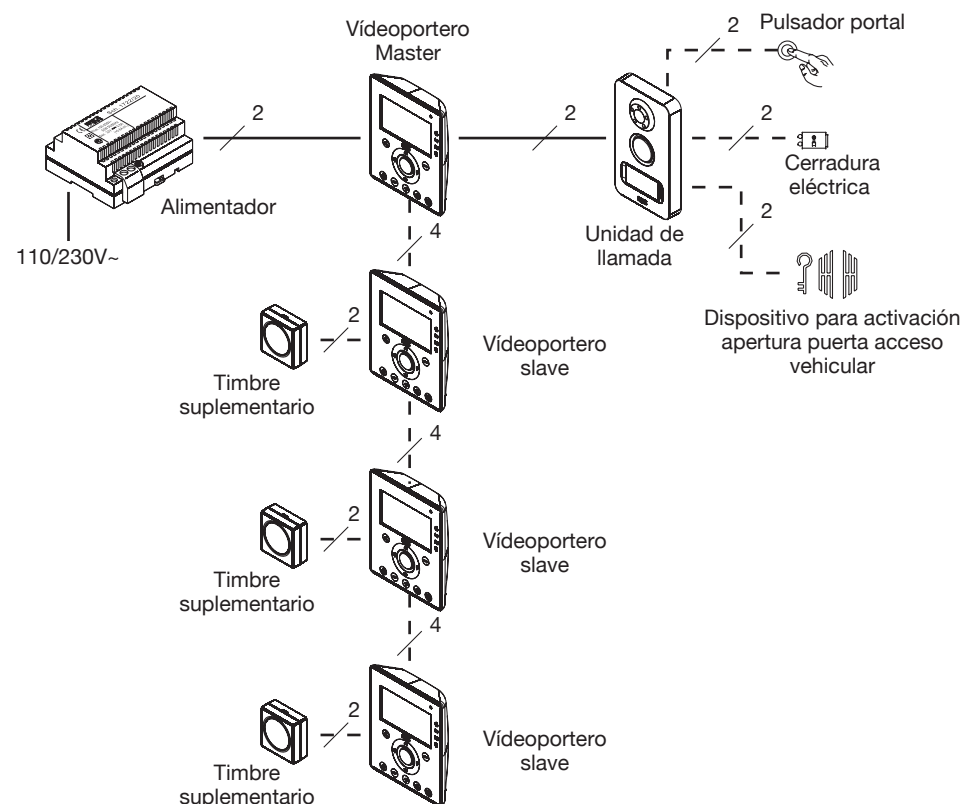 Vídeoportero
Master
2
Pulsador portal
2
2
2
Cerradura
eléctrica
Alimentador
Unidad de
llamada
2
110/230V~
4
Dispositivo para activación
apertura puerta acceso
vehicular
2
Vídeoportero
slave
Timbre
suplementario
4
2
Vídeoportero
slave
Timbre
suplementario
4
2
Vídeoportero
slave
Timbre
suplementario